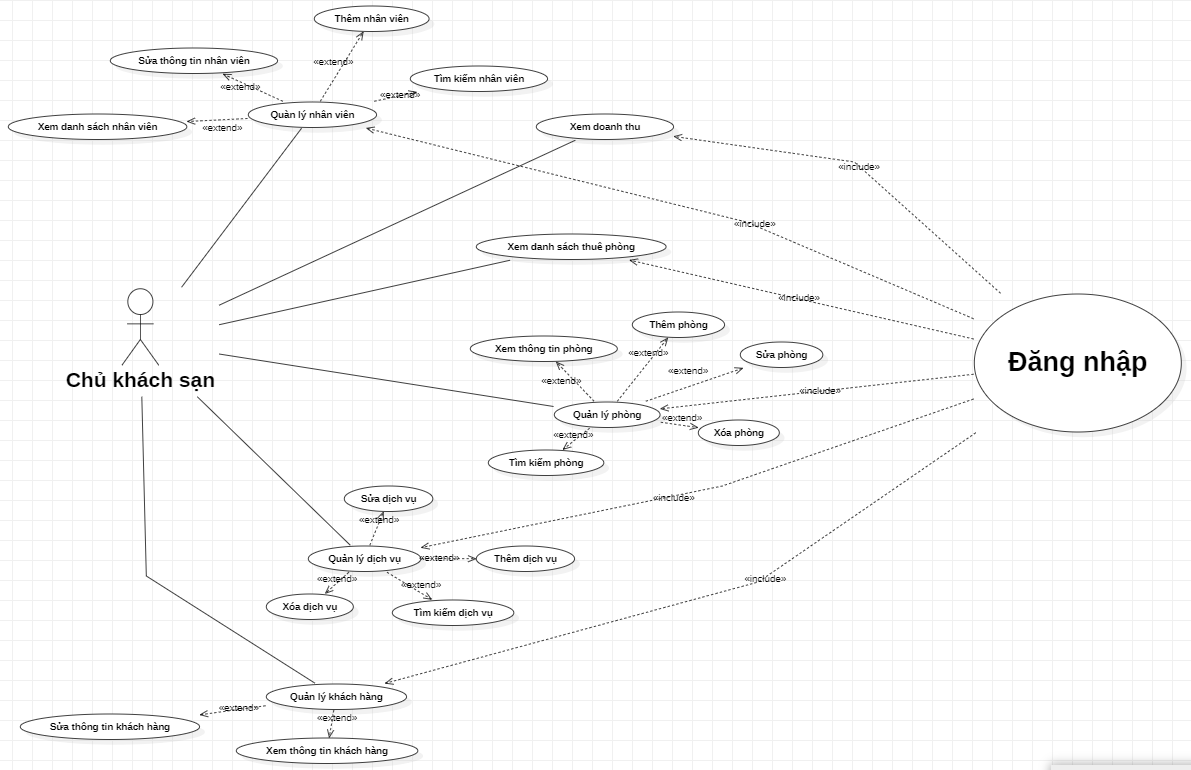 Thêm nhân viên
Sửa thông tin nhân viên
«extend»
Tìm kiếm nhân viên
«extend»
«extend»
Quản lý nhân viên
Xem danh sách nhân viên
«extend»
Xem doanh thu
«include»
«include»
Xem danh sách thuê phòng
«include»
Thêm phòng
Xem thông tin phòng
«extend»
Sửa phòng
Đăng nhập
«extend»
Chủ khách sạn
«extend»
«include»
Quản lý phòng
«extend»
«extend»
Xóa phòng
Tìm kiếm phòng
Sửa dịch vụ
«include»
«extend»
Quản lý dịch vụ
«extend»
Thêm dịch vụ
«extend»
«extend»
«include»
Xóa dịch vụ
Tìm kiếm dịch vụ
Quản lý khách hàng
«extend»
«extend»
Sửa thông tin khách hàng
Xem thông tin khách hàng